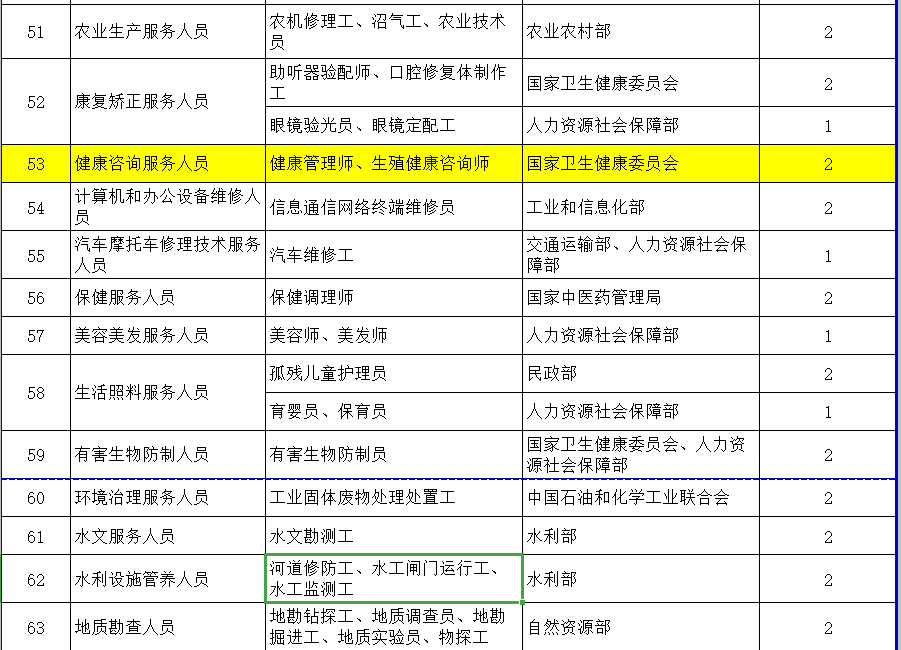 51 农业生产服务人员 农机修理工、沼气工、农业技术
员 农业农村部 2
52 康复矫正服务人员 助听器验配师、口腔修复体制作
工 国家卫生健康委员会 2
眼镜验光员、眼镜定配工 人力资源社会保障部 1
53 健康咨询服务人员 健康管理师、生殖健康咨询师 国家卫生健康委员会 2
54 计算机和办公设备维修人
员 信息通信网络终端维修员 工业和信息化部 2
55 汽车摩托车修理技术服务
人员 汽车维修工 交通运输部、人力资源社会保
障部 1
56 保健服务人员 保健调理师 国家中医药管理局 2
57 美容美发服务人员 美容师、美发师 人力资源社会保障部 1
58 生活照料服务人员 孤残儿童护理员 民政部 2
育婴员、保育员 人力资源社会保障部 1
59 有害生物防制人员 有害生物防制员 国家卫生健康委员会、人力资
源社会保障部 2
60 环境治理服务人员 工业固体废物处理处置工 中国石油和化学工业联合会 2
61 水文服务人员 水文勘测工 水利部 2
62 水利设施管养人员 河道修防工、水工闸门运行工、
水工监测工 水利部 2
63 地质勘查人员 地勘钻探工、地质调查员、地勘
掘进工、地质实验员、物探工 自然资源部 2